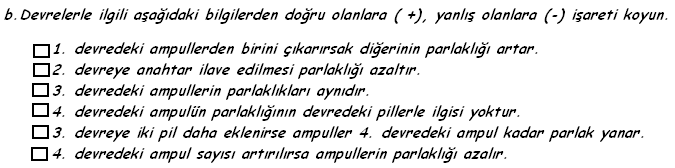 b. Devrelerle ilgili aşağıdaki bilgilerden doğru olanlara ( +), yanlış olanlara (-) işareti koyun.
1. devredeki ampullerden birini çıkarırsak diğerinin parlaklığı artar.
2. devreye anahtar ilave edilmesi parlaklığı azaltır.
3. devredeki ampullerin parlaklıkları aynıdır.
4. devredeki ampulün parlaklığının devredeki pillerle ilgisi yoktur.
3. devreye iki pil daha eklenirse ampuller 4. devredeki ampul kadar parlak yanar.
4. devredeki ampul sayısı artırılırsa ampullerin parlaklığı azalır.